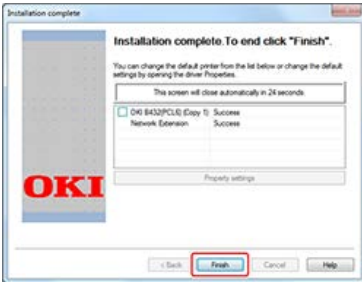 Installation complete
Installation complete.To end click "Finish".
You can change the default printer from the list below or change the default
settings by opening the driver Properties.
This screen will close automatically in 24 seconds.
OKI B432(PCL6) (Copy 1) Success
Network Extension Success
OKI
Property settings
< Back Finish Cancel Help